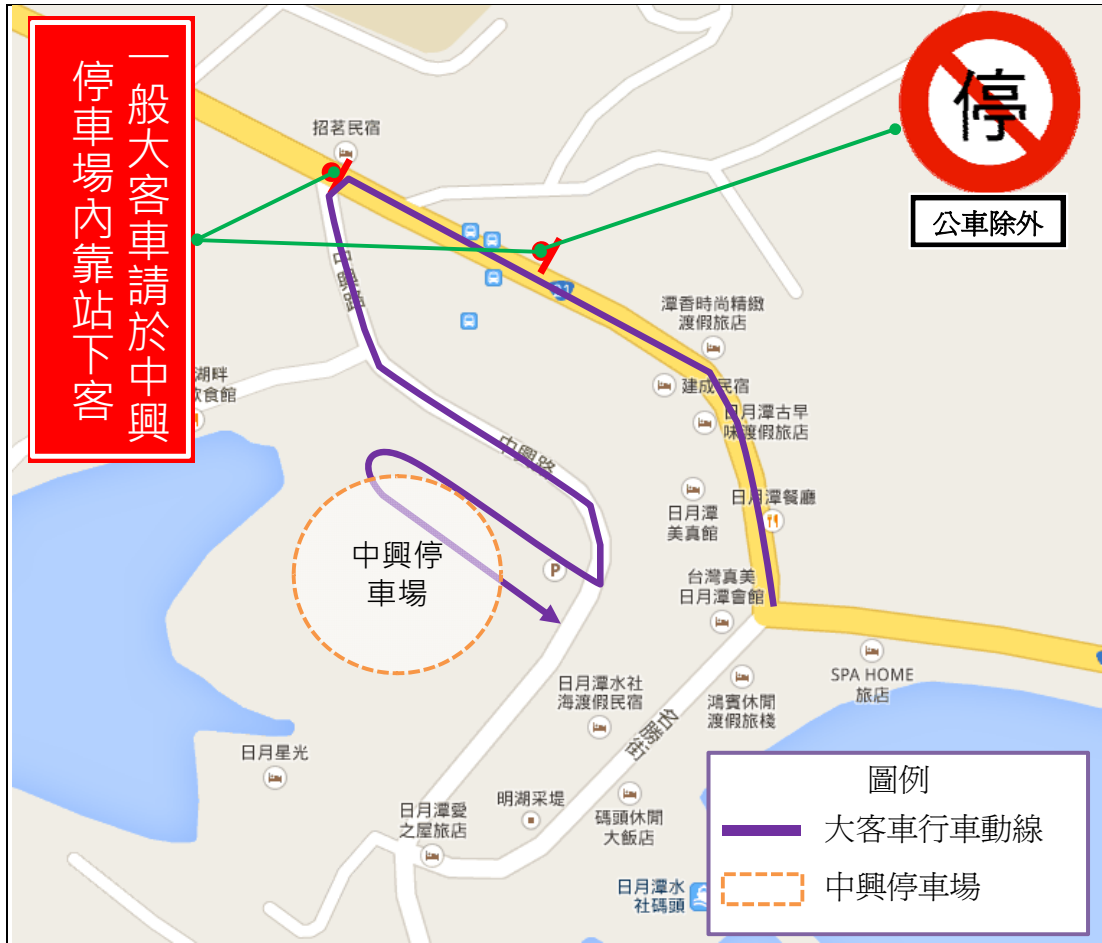 一般大客車請於中興
停車場內靠站下客
停
公車除外
招茗民宿
中興路
21
潭香時尚精緻
渡假旅店
建成民宿
日月潭古早
味渡假旅店
湖畔
飲食館
中興路
日月潭餐廳
日月潭
美真館
中興停
車場
P
台灣真美
日月潭會館
SPA HOME
旅店
日月潭水社
海渡假民宿
鴻賓休閒
渡假旅棧
名勝街
日月星光
明湖采堤
日月潭愛
之屋旅店
碼頭休閒
大飯店
日月潭水
社碼頭
圖例
大客車行車動線
中興停車場